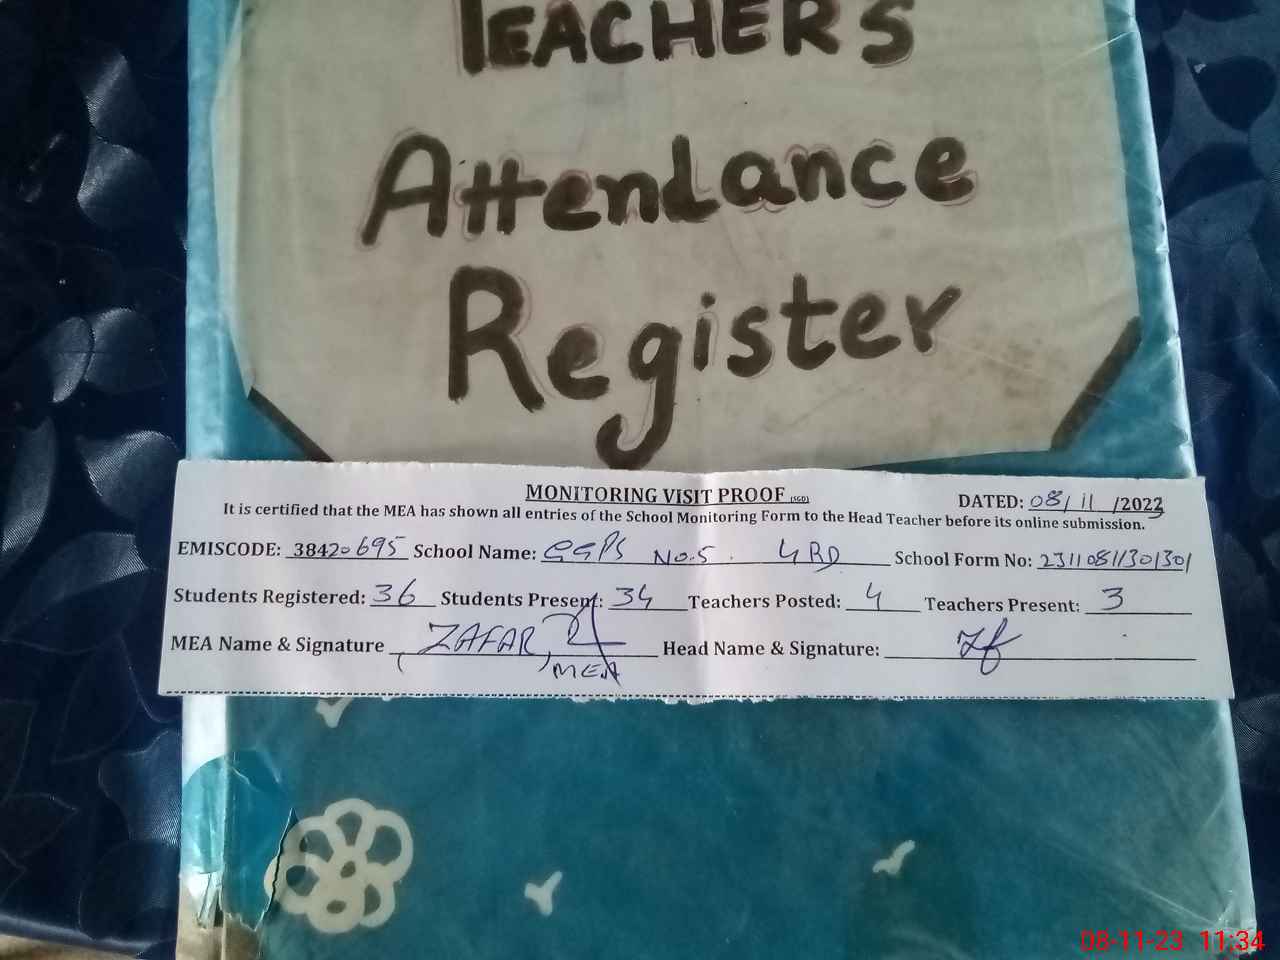 TEACHERS
Attendance
Register
MONITORING VISIT PROOF (SGD)
DATED: 08/11/2023
It is certified that the MEA has shown all entries of the School Monitoring Form to the Head Teacher before its online submission.
EMISCODE: 38420695 School Name: GGPS No.5. URD School Form No: 23110811301301
Students Registered: 36 Students Present: 34 Teachers Posted: 4 Teachers Present: 3
MEA Name & Signature (ZAFAR) Head Name & Signature:
MEA
08-11-23 11:34